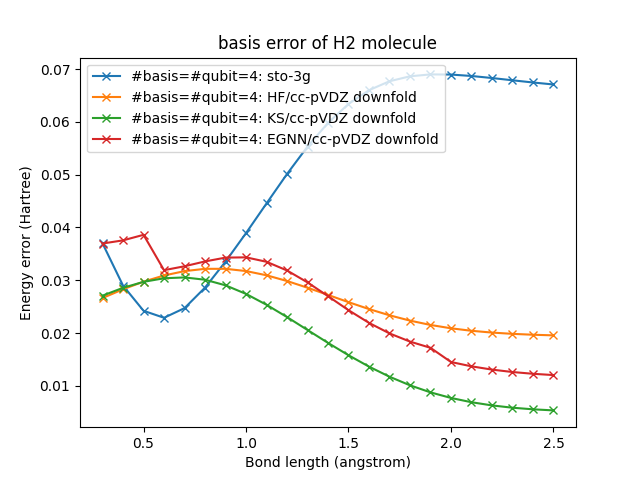 basis error of H2 molecule
#basis=#qubit=4: sto-3g
#basis=#qubit=4: HF/cc-pVDZ downfold
#basis=#qubit=4: KS/cc-pVDZ downfold
#basis=#qubit=4: EGNN/cc-pVDZ downfold
Energy error (Hartree)
0.07
0.06
0.05
0.04
0.03
0.02
0.01
0.5 1.0 1.5 2.0 2.5
Bond length (angstrom)